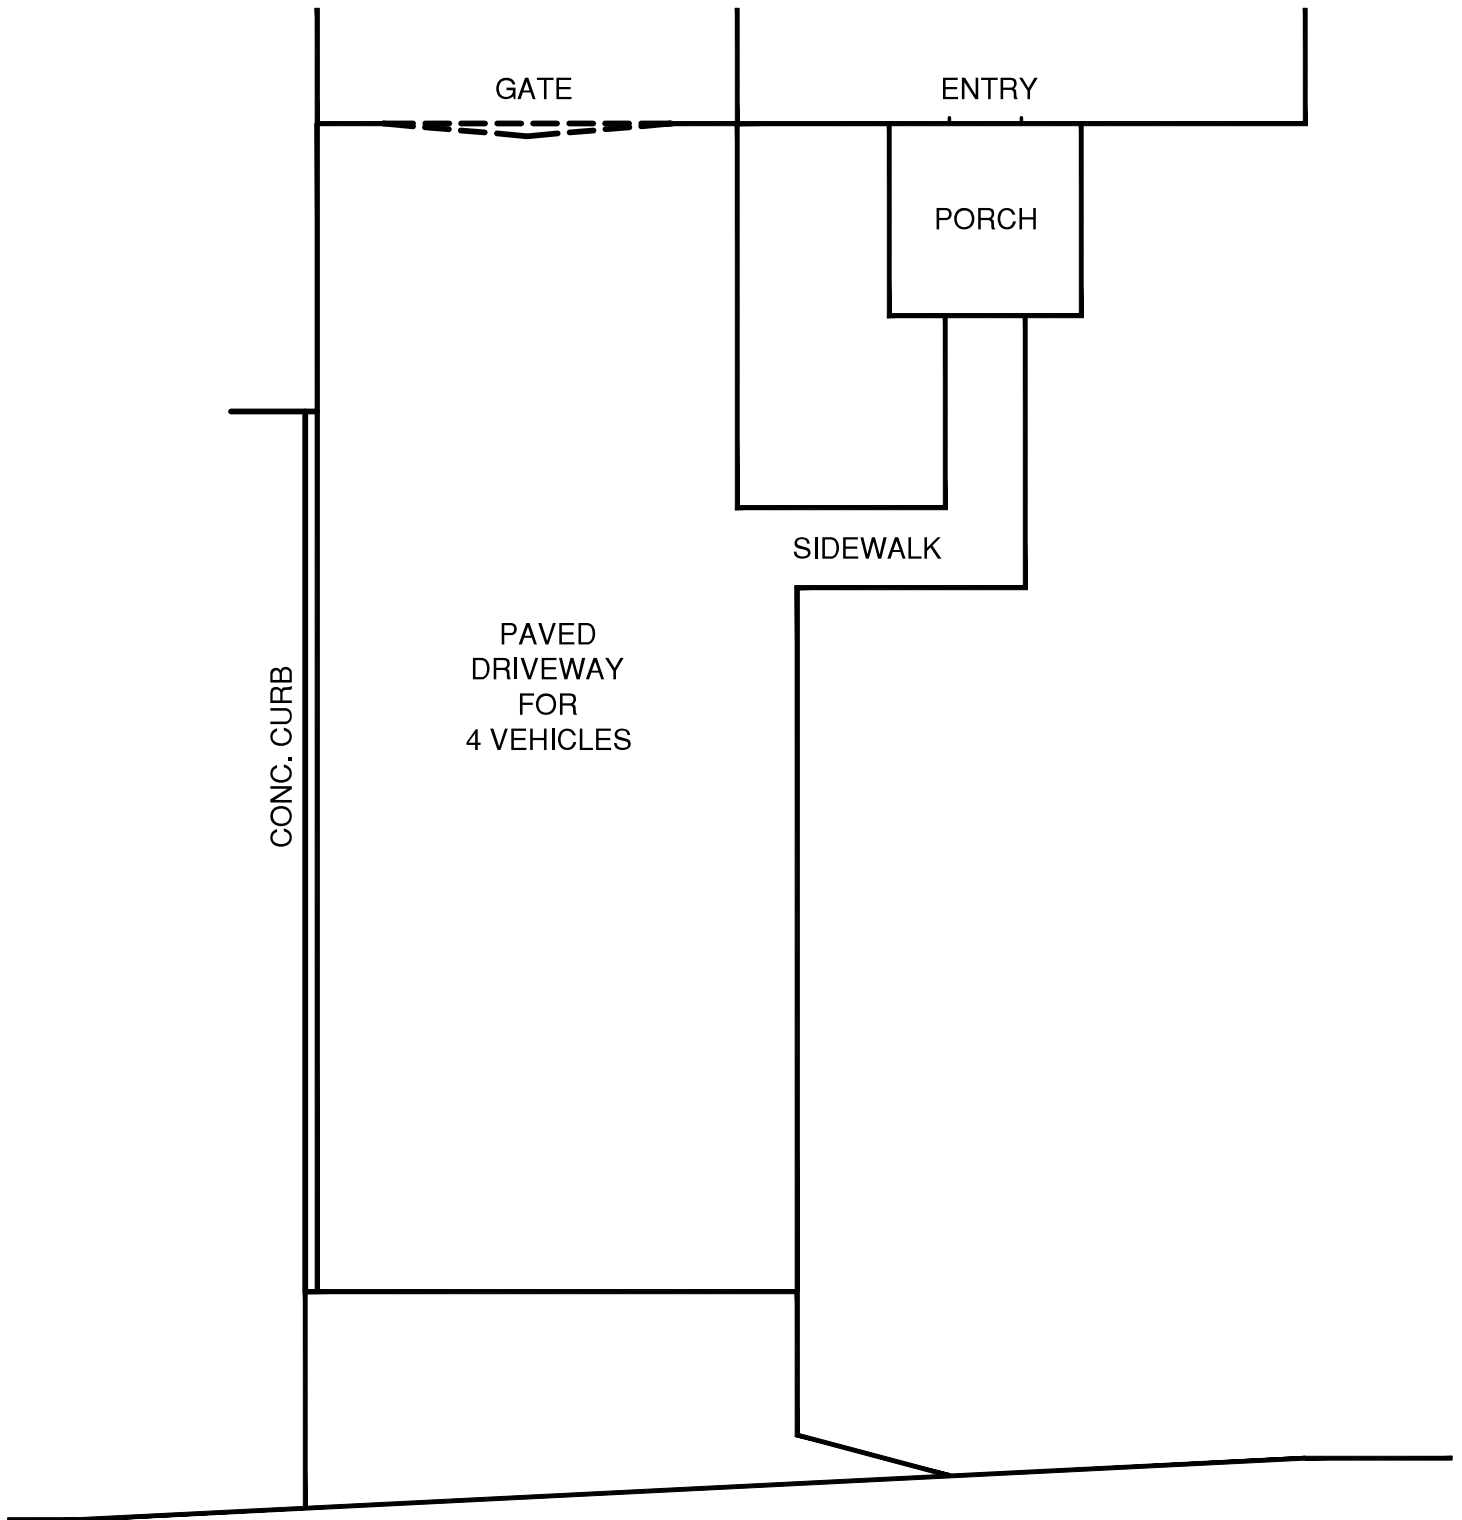 GATE
ENTRY
PORCH
SIDEWALK
PAVED
DRIVEWAY
FOR
4 VEHICLES
CONC. CURB